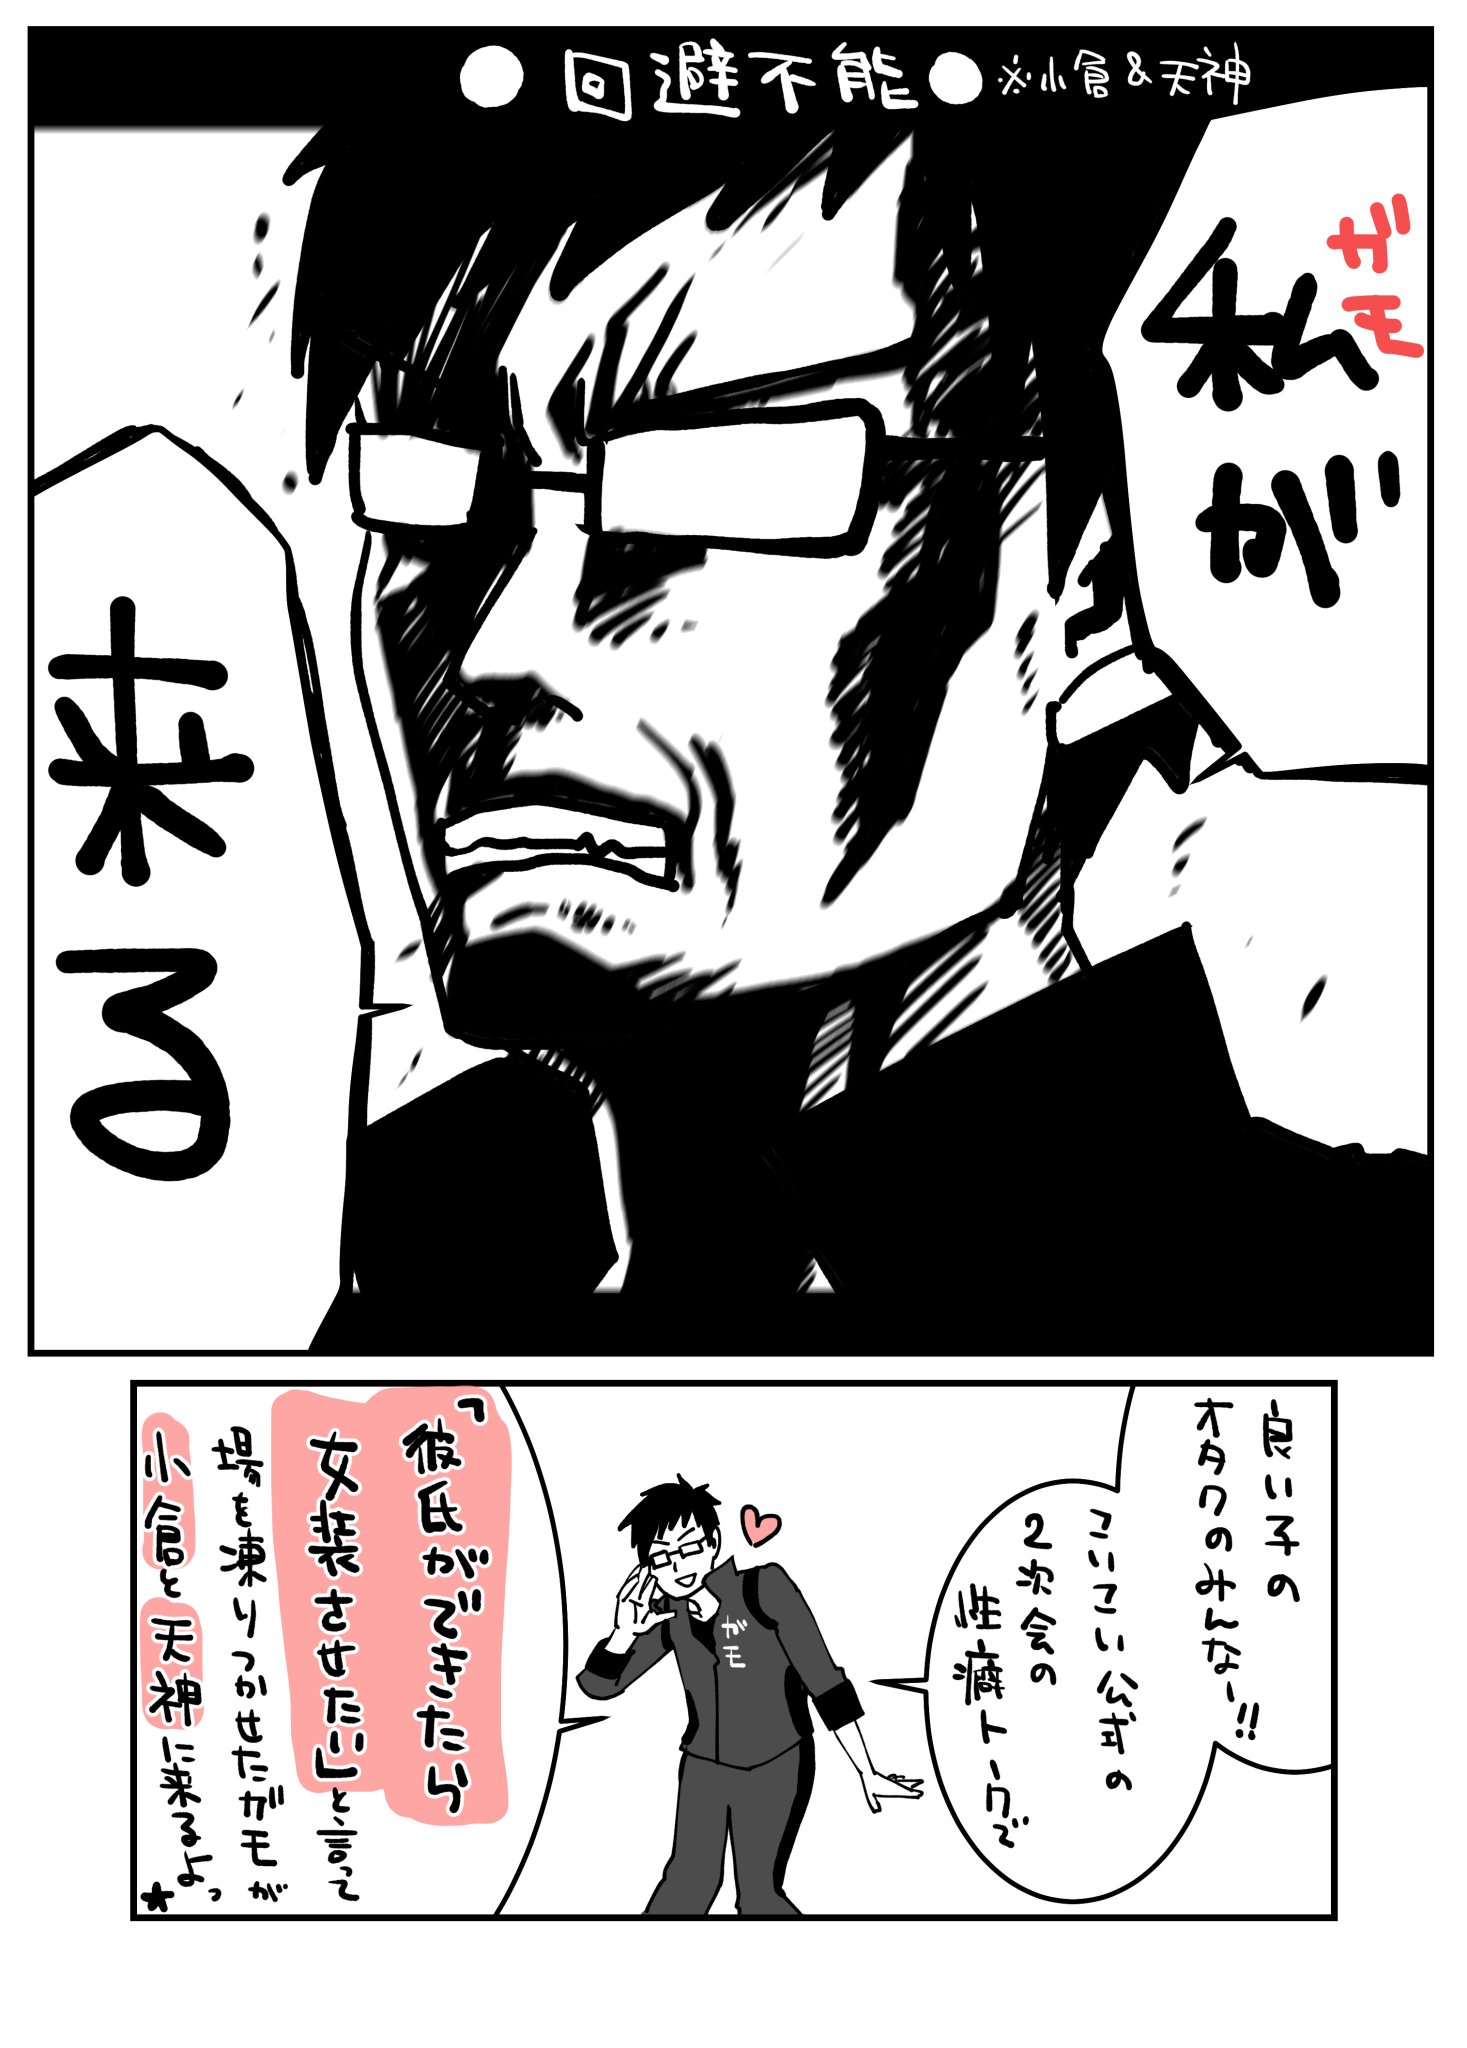 ●回避不能● ※小倉&天神
ガモ
私が
来る
良い子の
オタクのみんなー!!
こいこい公式の
2次会の
性癖トークで
がモ
「彼氏ができたら
女装させたい」と、言って
場を凍りつかせたガモが
小倉と天神に来るよっ★